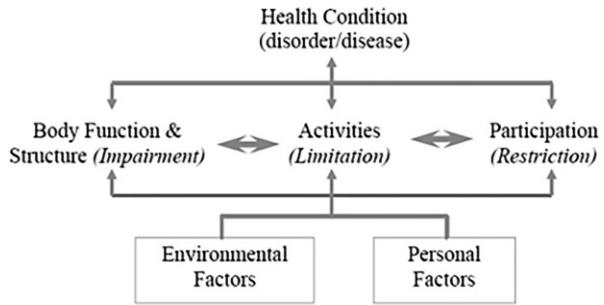 Health Condition
(disorder/disease)
Body Function &
Structure (Impairment)
Activities
(Limitation)
Participation
(Restriction)
Environmental
Factors
Personal
Factors